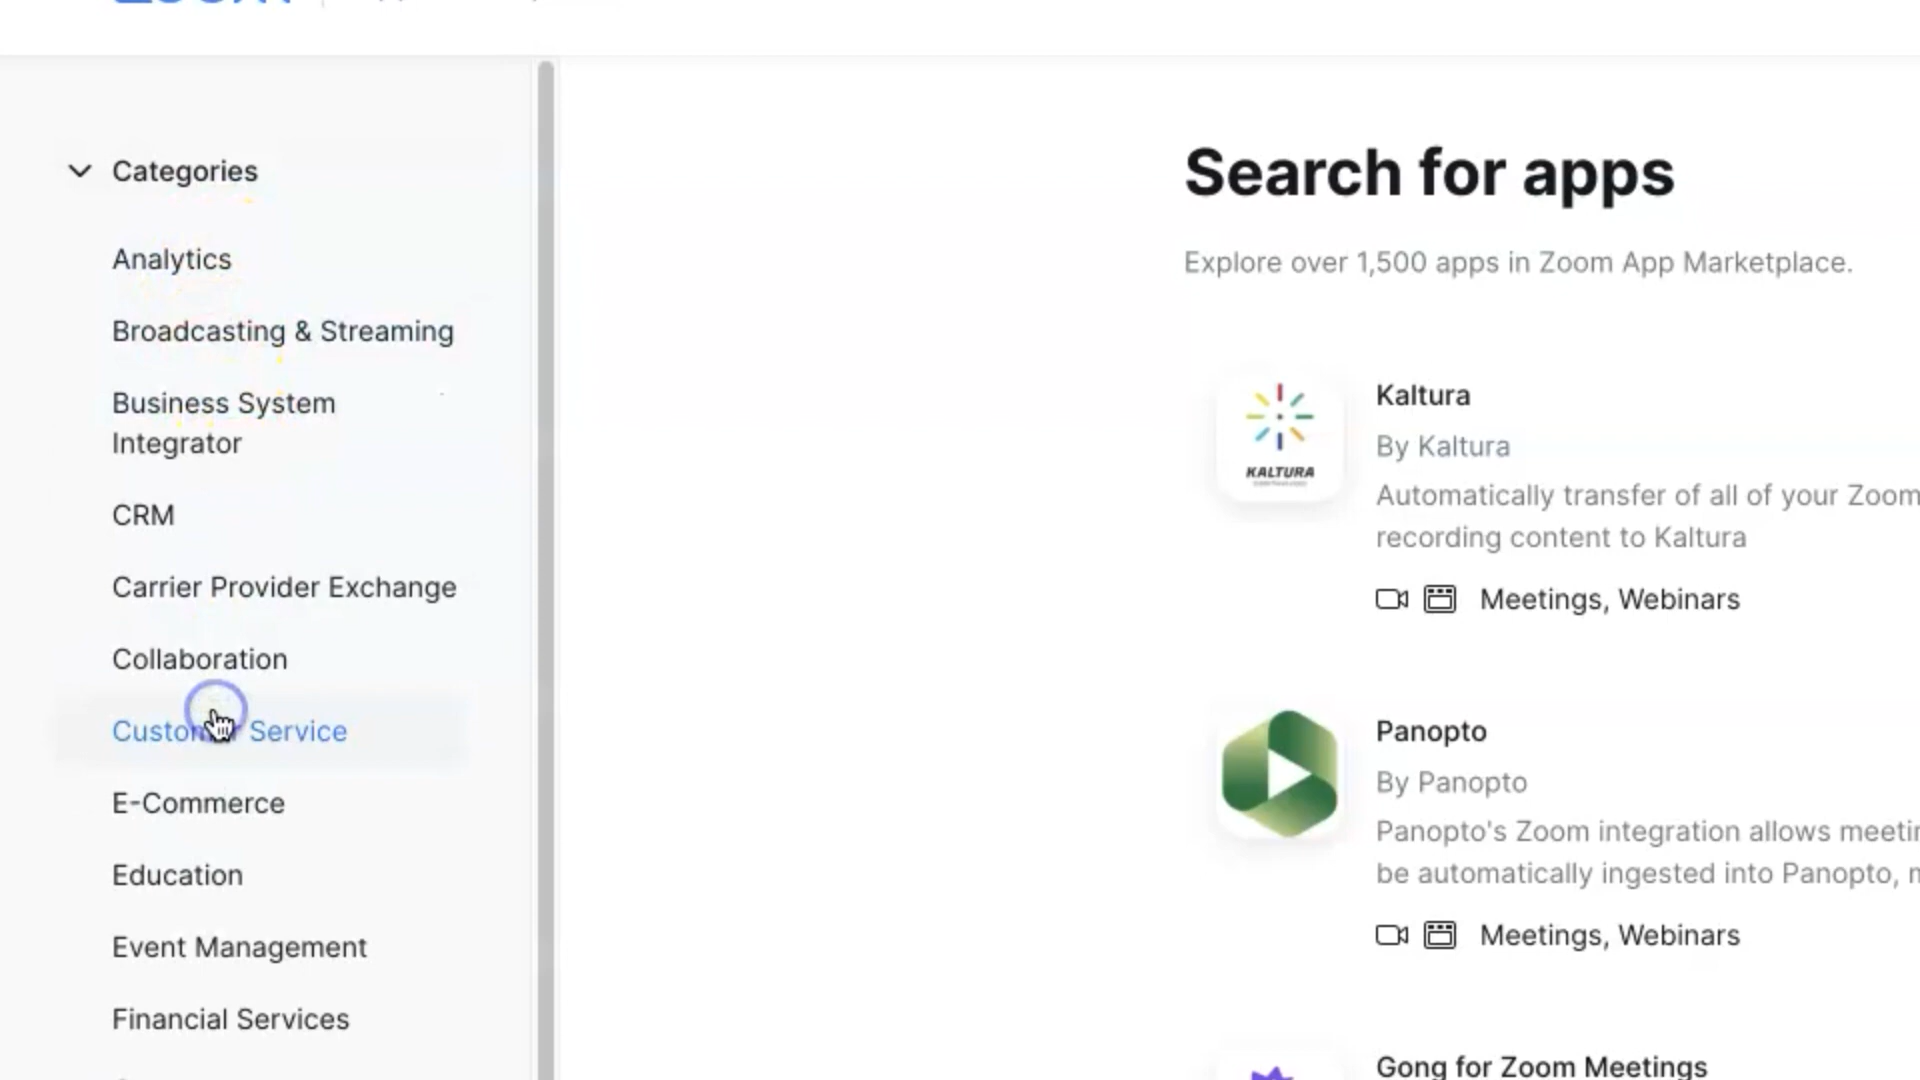 Categories
Analytics
Broadcasting & Streaming
Business System
Integrator
CRM
Carrier Provider Exchange
Collaboration
Customer Service
E-Commerce
Education
Event Management
Financial Services
Search for apps
Explore over 1,500 apps in Zoom App Marketplace.
KALTURA
Kaltura
By Kaltura
Automatically transfer of all of your Zoom
recording content to Kaltura
Meetings, Webinars
Panopto
By Panopto
Panopto's Zoom integration allows
be automatically ingested into Panopto,
Meetings, Webinars
Gong for Zoom Meetings